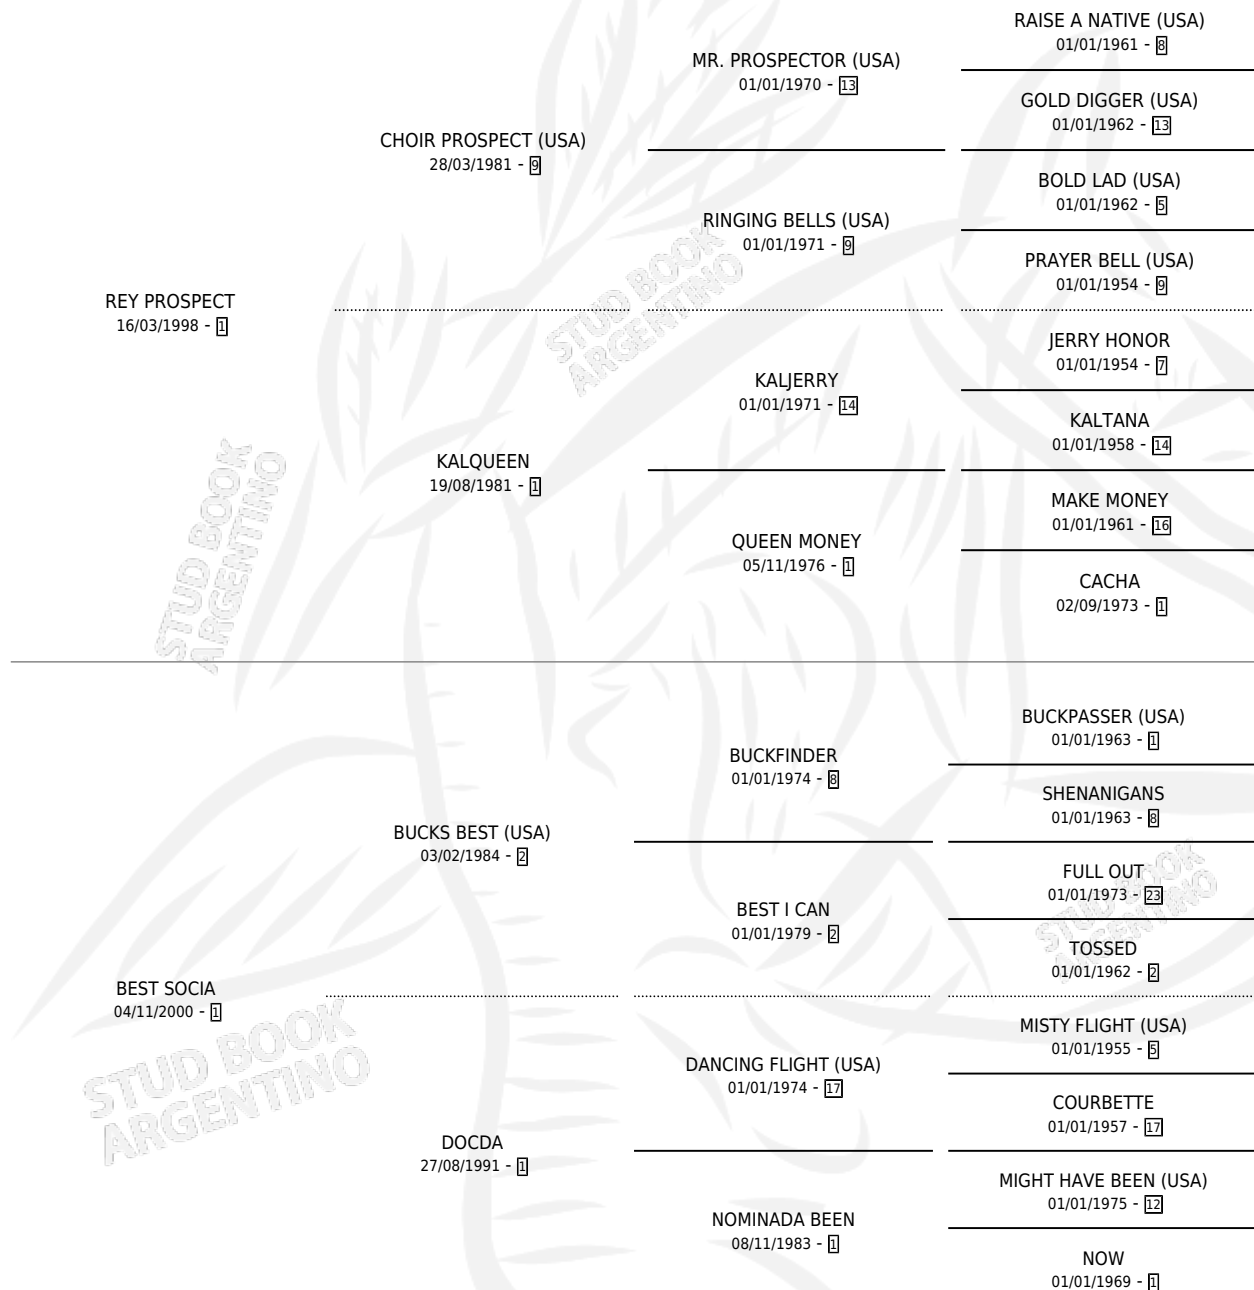 RAISE A NATIVE (USA)
01/01/1961 - 8
MR. PROSPECTOR (USA)
01/01/1970 - 13
GOLD DIGGER (USA)
01/01/1962 - 13
CHOIR PROSPECT (USA)
28/03/1981 - 9
BOLD LAD (USA)
01/01/1962 - 5
RINGING BELLS (USA)
01/01/1971 - 9
PRAYER BELL (USA)
01/01/1954 - 9
REY PROSPECT
16/03/1998 - 1
JERRY HONOR
01/01/1954 - 7
KALJERRY
01/01/1971 - 14
KALTANA
01/01/1958 - 14
KALQUEEN
19/08/1981 - 1
MAKE MONEY
01/01/1961 - 16
QUEEN MONEY
05/11/1976 - 1
CACHA
02/09/1973 - 1
BUCKPASSER (USA)
01/01/1963 - 1
BUCKFINDER
01/01/1974 - 8
SHENANIGANS
01/01/1963 - 8
BUCKS BEST (USA)
03/02/1984 - 2
FULL OUT
01/01/1973 - 23
BEST I CAN
01/01/1979 - 2
TOSSED
01/01/1962 - 2
BEST SOCIA
04/11/2000 - 1
MISTY FLIGHT (USA)
01/01/1955 - 5
DANCING FLIGHT (USA)
01/01/1974 - 17
COURBETTE
01/01/1957 - 17
DOCDA
27/08/1991 - 1
MIGHT HAVE BEEN (USA)
01/01/1975 - 12
NOMINADA BEEN
08/11/1983 - 1
NOW
01/01/1969 - 1
STUD BOOK
ARGENTINO
STUD BOOK
ARGENTINO
STUD BOOK
ARGENTINO
STUD BOOK
ARGENTINO